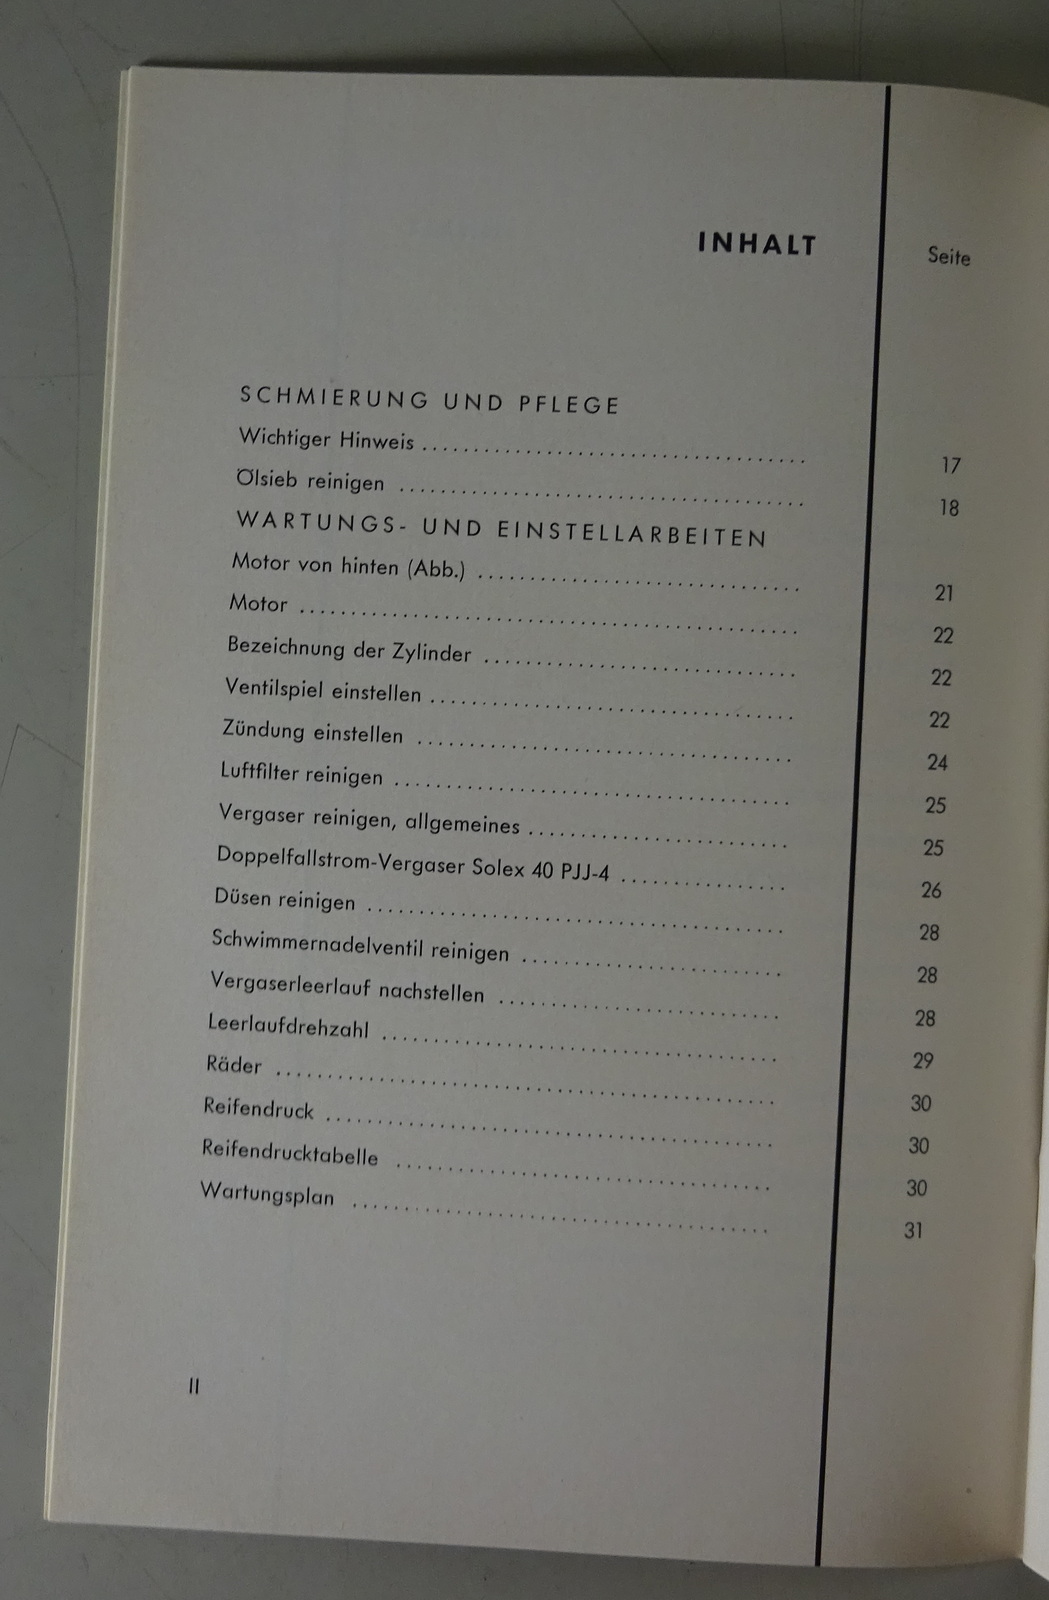 INHALT
Seite
SCHMIERUNG UND PFLEGE
Wichtiger Hinweis ........................................ 17
Ölsieb reinigen ........................................ 18
WARTUNGS- UND EINSTELLARBEITEN
Motor von hinten (Abb.) ................................ 21
Motor ................................................ 22
Bezeichnung der Zylinder ............................... 22
Ventilspiel einstellen .................................... 22
Zündung einstellen .................................... 24
Luftfilter reinigen ....................................... 25
Vergaser reinigen, allgemeines .......................... 25
Doppelfallstrom-Vergaser Solex 40 PJJ-4 ................ 26
Düsen reinigen ........................................ 28
Schwimmernadelventil reinigen ......................... 28
Vergaserleerlauf nachstellen ........................... 28
Leerlaufdrehzahl ....................................... 29
Räder ................................................ 30
Reifendruck ........................................... 30
Reifendrucktabelle .................................... 30
Wartungsplan ........................................ 31
II